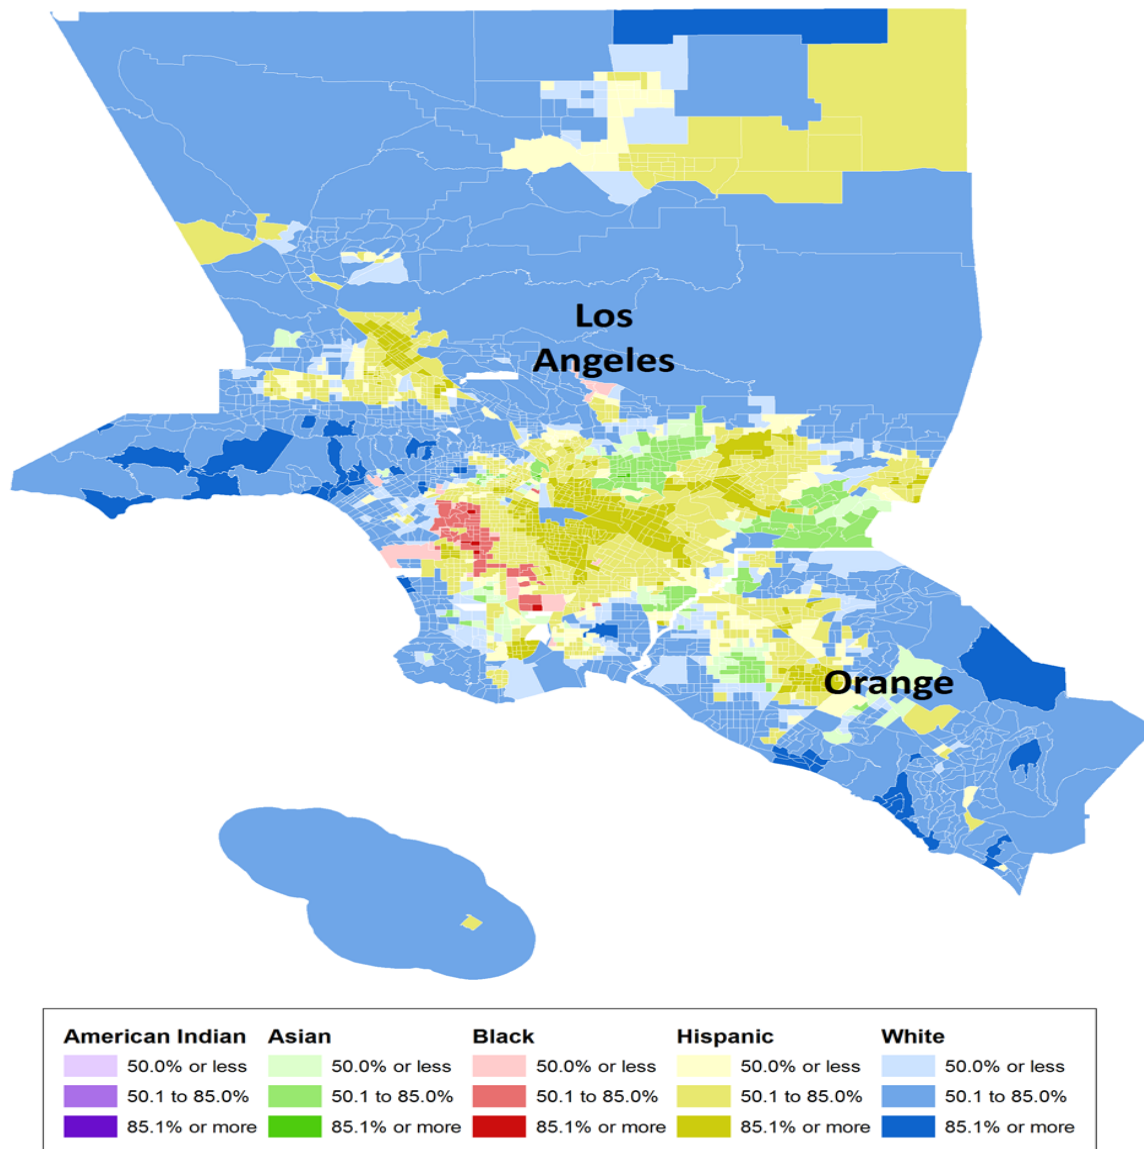 Los
Angeles
Orange
American Indian Asian Black Hispanic White
50.0% or less 50.0% or less 50.0% or less 50.0% or less 50.0% or less
50.1 to 85.0% 50.1 to 85.0% 50.1 to 85.0% 50.1 to 85.0% 50.1 to 85.0%
85.1% or more 85.1% or more 85.1% or more 85.1% or more 85.1% or more